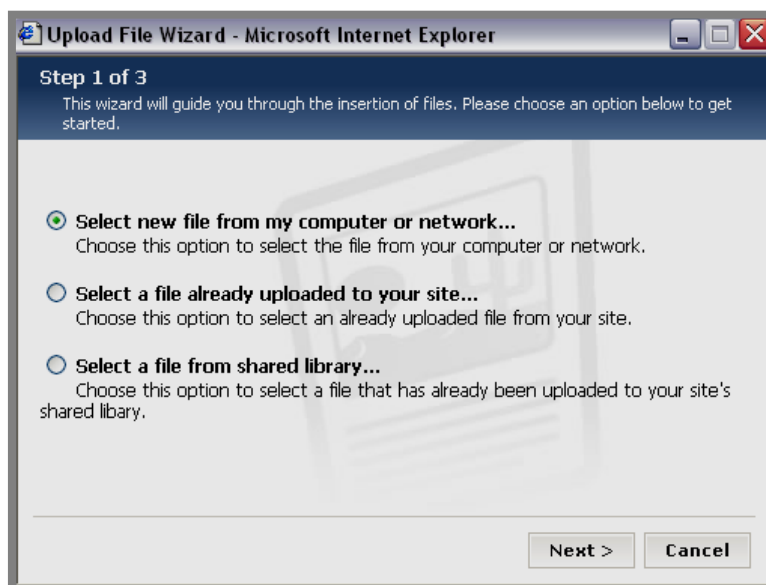 Upload File Wizard - Microsoft Internet Explorer
Step 1 of 3
This wizard will guide you through the insertion of files. Please choose an option below to get
started.
Select new file from my computer or network...
Choose this option to select the file from your computer or network.
Select a file already uploaded to your site...
Choose this option to select an already uploaded file from your site.
Select a file from shared library...
Choose this option to select a file that has already been uploaded to your site's
shared libary.
Next >
Cancel